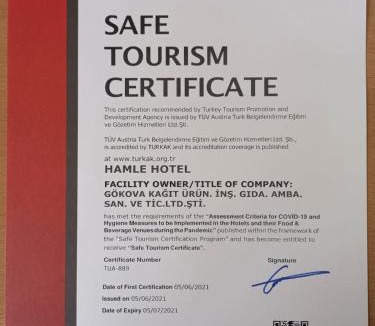 SAFE
TOURISM
CERTIFICATE
This certification recommended by Turkey Tourism Promotion and
Development Agency is issued by TÜV Austria Turk Belgelendirme Eğitim
ve Gözetim Hizmetleri Ltd. Şti.
TÜV Austria Turk Belgelendirme Eğitim ve Gözetim Hizmetleri Ltd. Şti.,
is accredited by TURKAK and its accreditation coverage is published
at www.turkak.org.tr
HAMLE HOTEL
FACILITY OWNER/TITLE OF COMPANY:
GÖKOVA KAĞIT ÜRÜN. İNŞ. GIDA. AMBA.
SAN. VE TİC.LTD.ŞTİ.
has met the requirements of the "Assessment Criteria for COVID-19 and
Hygiene Measures to be Implemented in the Hotels and their Food &
Beverage Venues during the Pandemic" published within the framework of
the "Safe Tourism Certification Program" and has become entitled to
receive "Safe Tourism Certificate".
Certificate Number
Signature
TUA-889
Date of First Certification 05/06/2021
Issued on 05/06/2021
Date of Expiry 05/07/2021